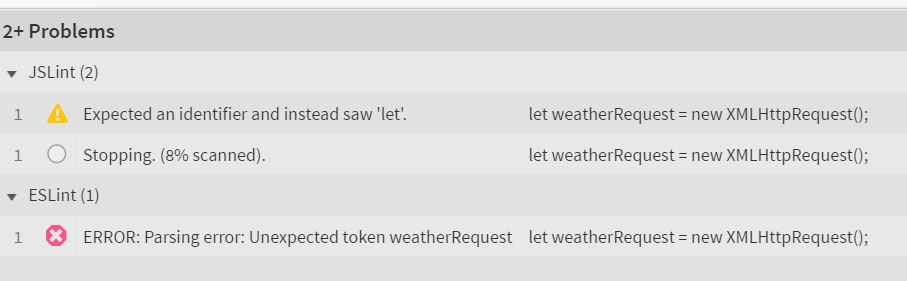 2+ Problems
JSLint (2)
1 Expected an identifier and instead saw 'let'. let weatherRequest = new XMLHttpRequest();
1 Stopping. (8% scanned). let weatherRequest = new XMLHttpRequest();
ESLint (1)
1 ERROR: Parsing error: Unexpected token weatherRequest let weatherRequest = new XMLHttpRequest();